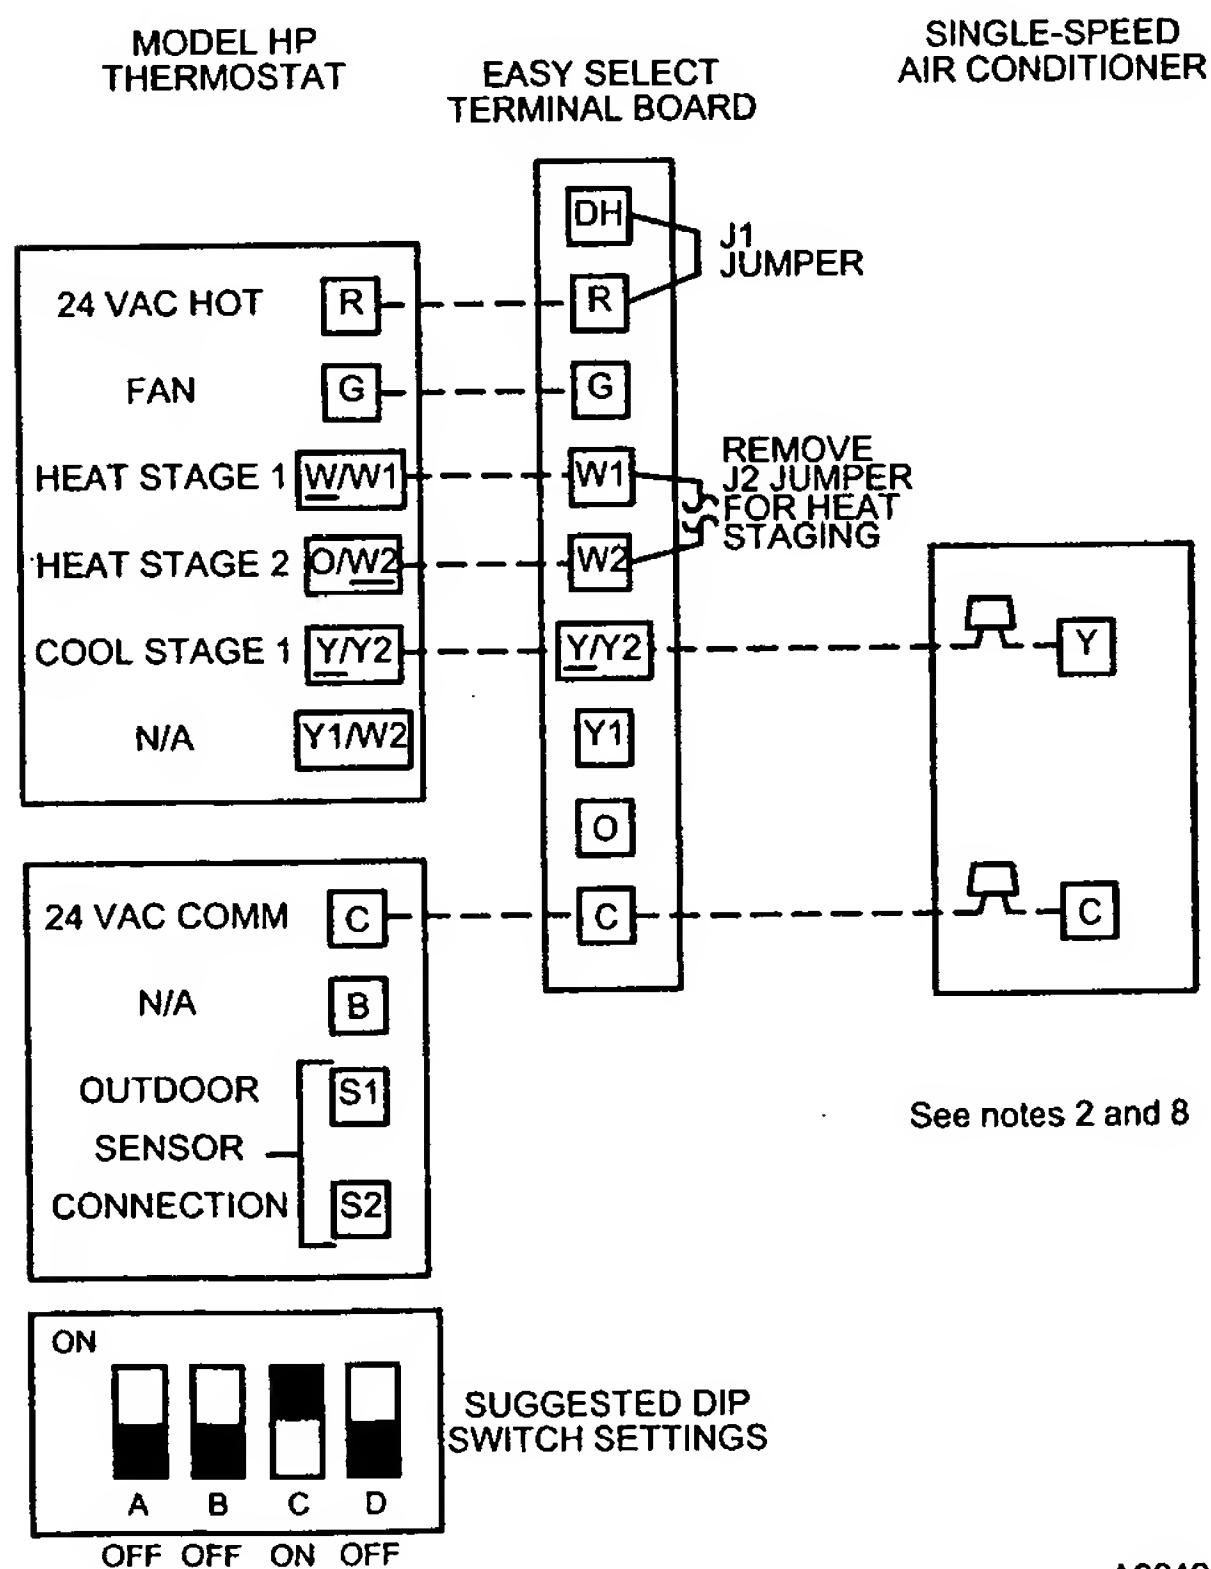 MODEL HP
THERMOSTAT
EASY SELECT
TERMINAL BOARD
SINGLE-SPEED
AIR CONDITIONER
DH
J1
JUMPER
24 VAC HOT R R
FAN G G
HEAT STAGE 1 W/W1 W1
REMOVE
J2 JUMPER
FOR HEAT
STAGING
HEAT STAGE 2 O/W2 W2
COOL STAGE 1 Y/Y2 Y/Y2 Y
N/A Y1/W2 Y1
O
24 VAC COMM C C C
N/A B
OUTDOOR S1
SENSOR
CONNECTION S2
See notes 2 and 8
ON
SUGGESTED DIP
SWITCH SETTINGS
A B C D
OFF OFF ON OFF